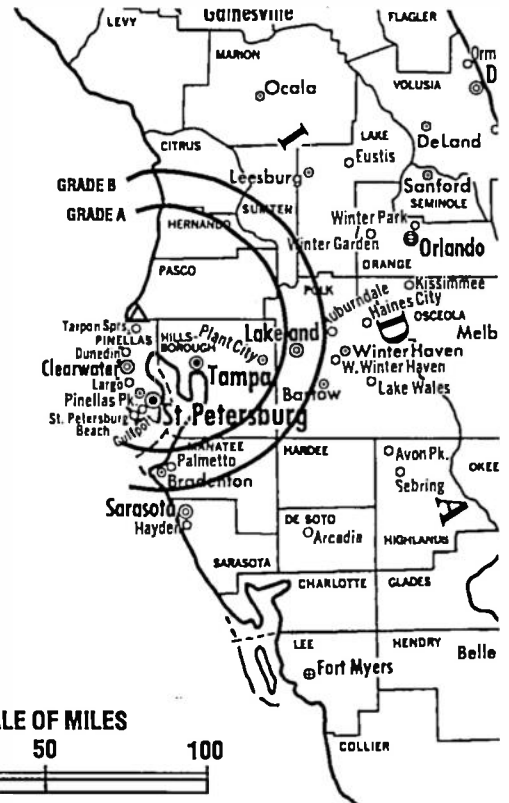 Gainesville
LEVY
FLAGLER
MARION
Orm
D
VOLUSIA
Ocala
I
DeLand
CITRUS
LAKE
Eustis
Leesburg
Sanford
SEMINOLE
GRADE B
GRADE A
SUMTER
HERNANDO
Winter Park
Winter Garden
Orlando
ORANGE
PASCO
Kissimmee
POLK
Auburndale
Haines City
OSCEOLA
D
Melb
Tarpon Sprs.
PINELLAS
HILLS-
BOROUGH
Plant City
Lakeland
Dunedin
Clearwater
Tampa
Winter Haven
W. Winter Haven
Largo
Bartow
Lake Wales
Pinellas Pk.
St. Petersburg
St. Petersburg
Beach
Gulfport
MANATEE
HARDEE
Avon Pk.
OKEE
Palmetto
Bradenton
Sebring
A
Sarasota
Hayden
DE SOTO
Arcadia
HIGHLANDS
SARASOTA
CHARLOTTE
GLADES
LEE
HENDRY
Belle
Fort Myers
COLLIER
LE OF MILES
50
100